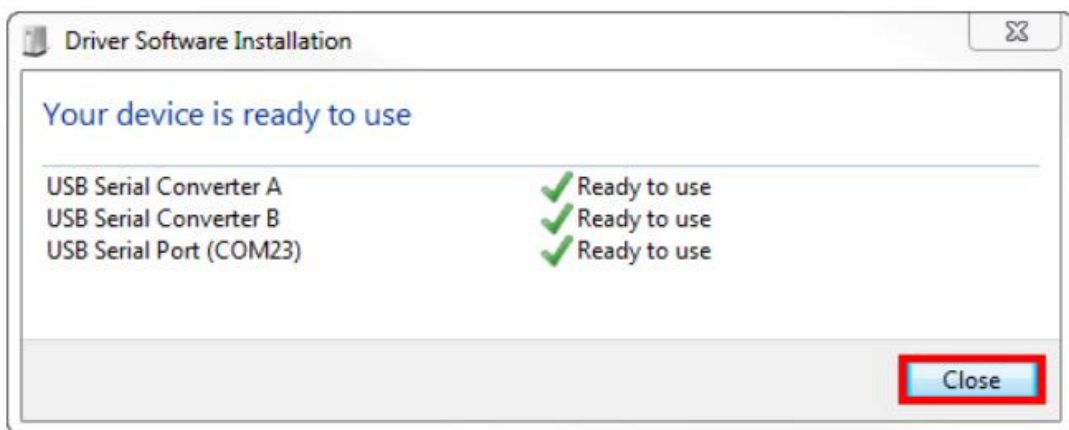 Driver Software Installation
Your device is ready to use
USB Serial Converter A Ready to use
USB Serial Converter B Ready to use
USB Serial Port (COM23) Ready to use
Close